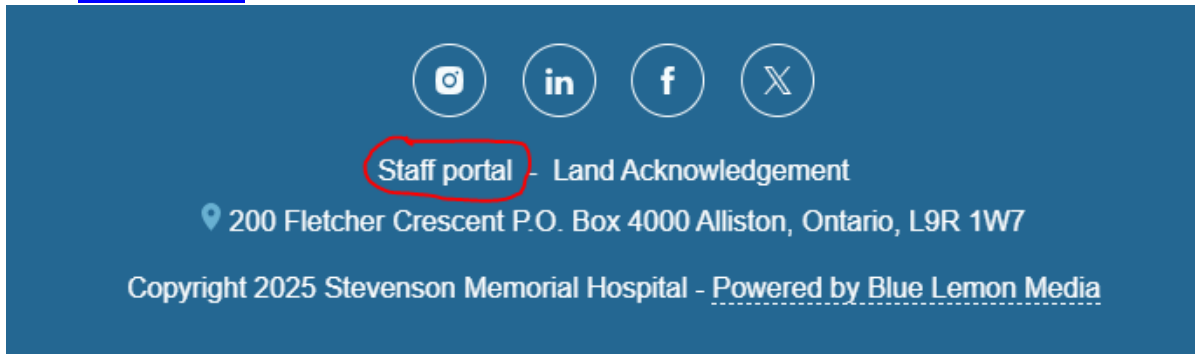 Staff portal - Land Acknowledgement
200 Fletcher Crescent P.O. Box 4000 Alliston, Ontario, L9R 1W7
Copyright 2025 Stevenson Memorial Hospital - Powered by Blue Lemon Media